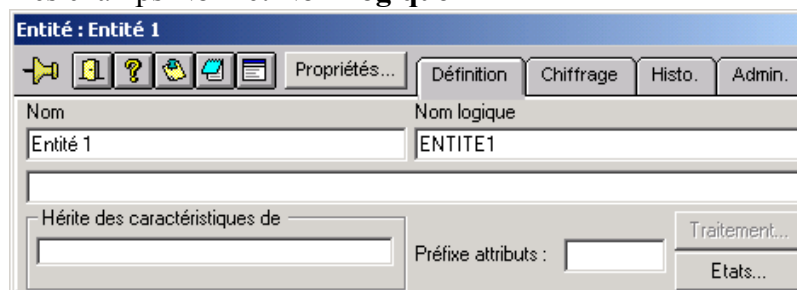 Entité : Entité 1
Propriétés... Définition Chiffrage Histo. Admin.
Nom Nom logique
Entité 1 ENTITE1
Hérite des caractéristiques de
Traitement...
Préfixe attributs :
Etats...